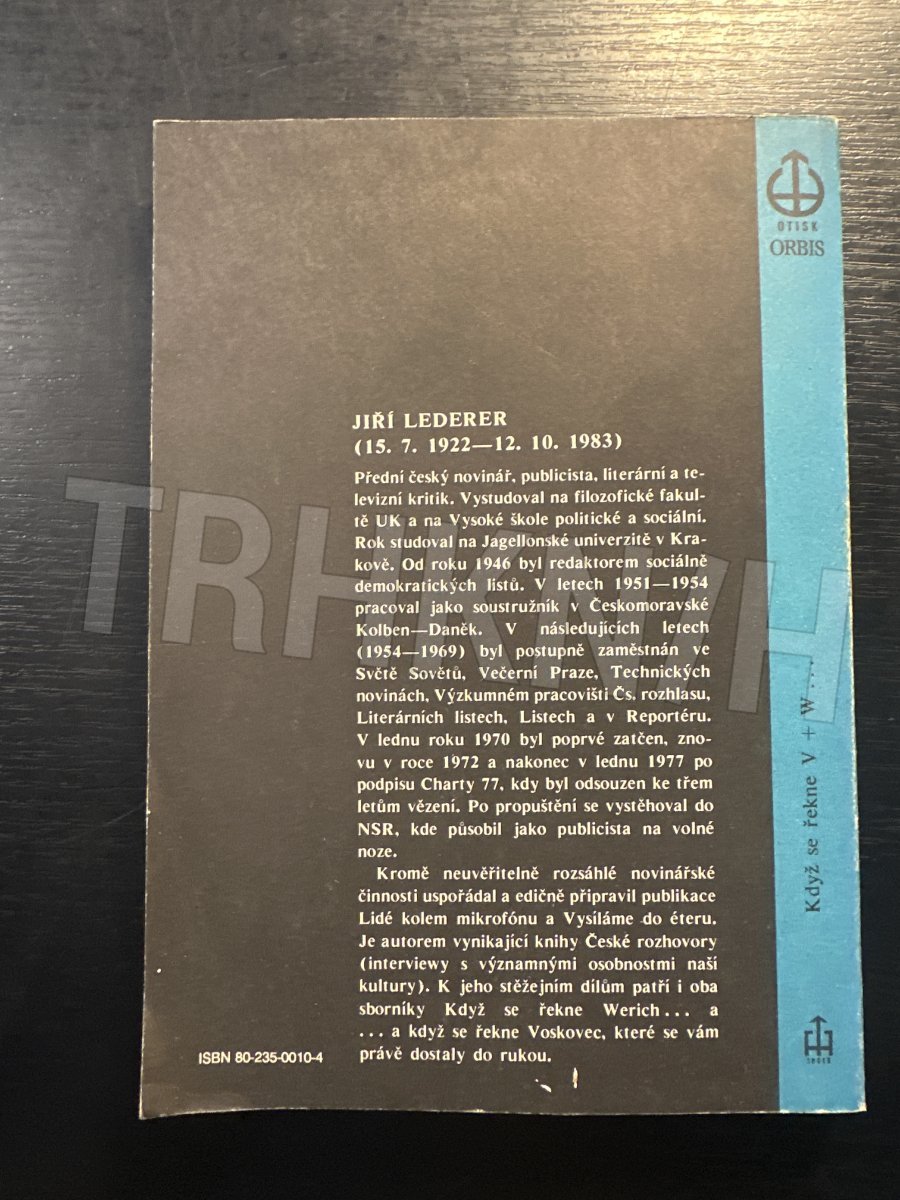 OTISK
ORBIS
JIŘÍ LEDERER
(15. 7. 1922—12. 10. 1983)
Přední český novinář, publicista, literární a te-
levizní kritik. Vystudoval na filozofické fakul-
tě UK a na Vysoké škole politické a sociální.
Rok studoval na Jagellonské univerzitě v Kra-
kově. Od roku 1946 byl redaktorem sociálně
demokratických listů. V letech 1951—1954
pracoval jako soustružník v Českomoravské
Kolben—Daněk. V následujících letech
(1954—1969) byl postupně zaměstnán ve
Světě Sovětů, Večerní Praze, Technických
novinách, Výzkumném pracovišti Čs. rozhlasu,
Literárních listech, Listech a v Reportéru.
V lednu roku 1970 byl poprvé zatčen, zno-
vu v roce 1972 a nakonec v lednu 1977 po
podpisu Charty 77, kdy byl odsouzen ke třem
letům vězení. Po propuštění se vystěhoval do
NSR, kde působil jako publicista na volné
noze.
Kromě neuvěřitelně rozsáhlé novinářské
činnosti uspořádal a edičně připravil publikace
Lidé kolem mikrofónu a Vysíláme do éteru.
Je autorem vynikající knihy České rozhovory
(interviewy s významnými osobnostmi naší
kultury). K jeho stěžejním dílům patří i oba
sborníky Když se řekne Werich... a
... a když se řekne Voskovec, které se vám
právě dostaly do rukou.
ISBN 80-235-0010-4
Když se řekne V + W...
TRHKNIH